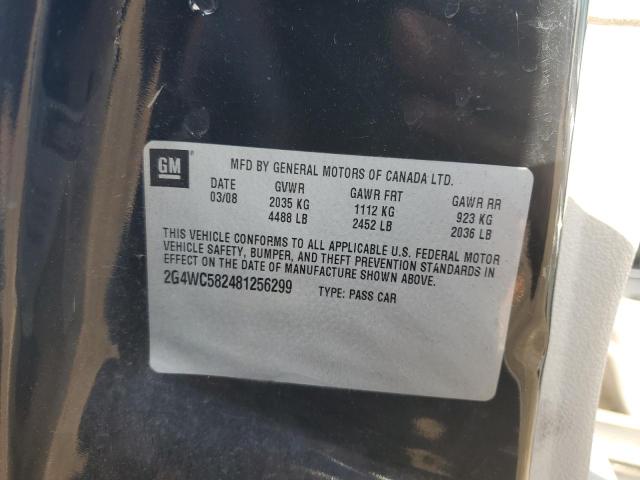 GM
MFD BY GENERAL MOTORS OF CANADA LTD.
DATE GVWR GAWR FRT GAWR RR
03/08 2035 KG 1112 KG 923 KG
4488 LB 2452 LB 2036 LB
THIS VEHICLE CONFORMS TO ALL APPLICABLE U.S. FEDERAL MOTOR
VEHICLE SAFETY, BUMPER, AND THEFT PREVENTION STANDARDS IN
EFFECT ON THE DATE OF MANUFACTURE SHOWN ABOVE.
2G4WC582481256299 TYPE: PASS CAR